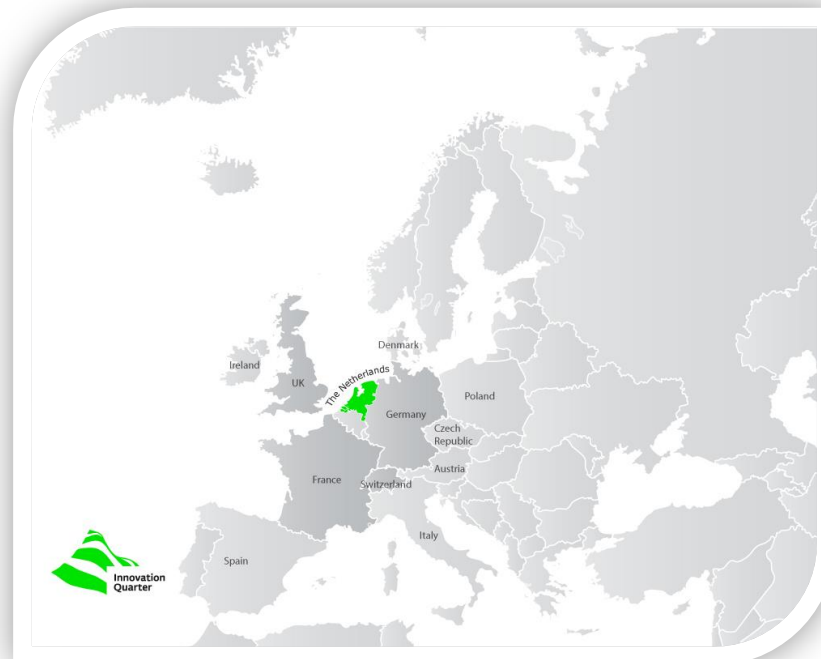 Denmark
Ireland
The Netherlands
UK
Poland
Germany
Czech
Republic
Austria
France
Switzerland
Italy
Spain
Innovation
Quarter